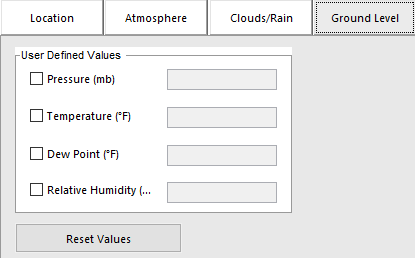 Location Atmosphere Clouds/Rain Ground Level
User Defined Values
Pressure (mb)
Temperature (°F)
Dew Point (°F)
Relative Humidity (...
Reset Values